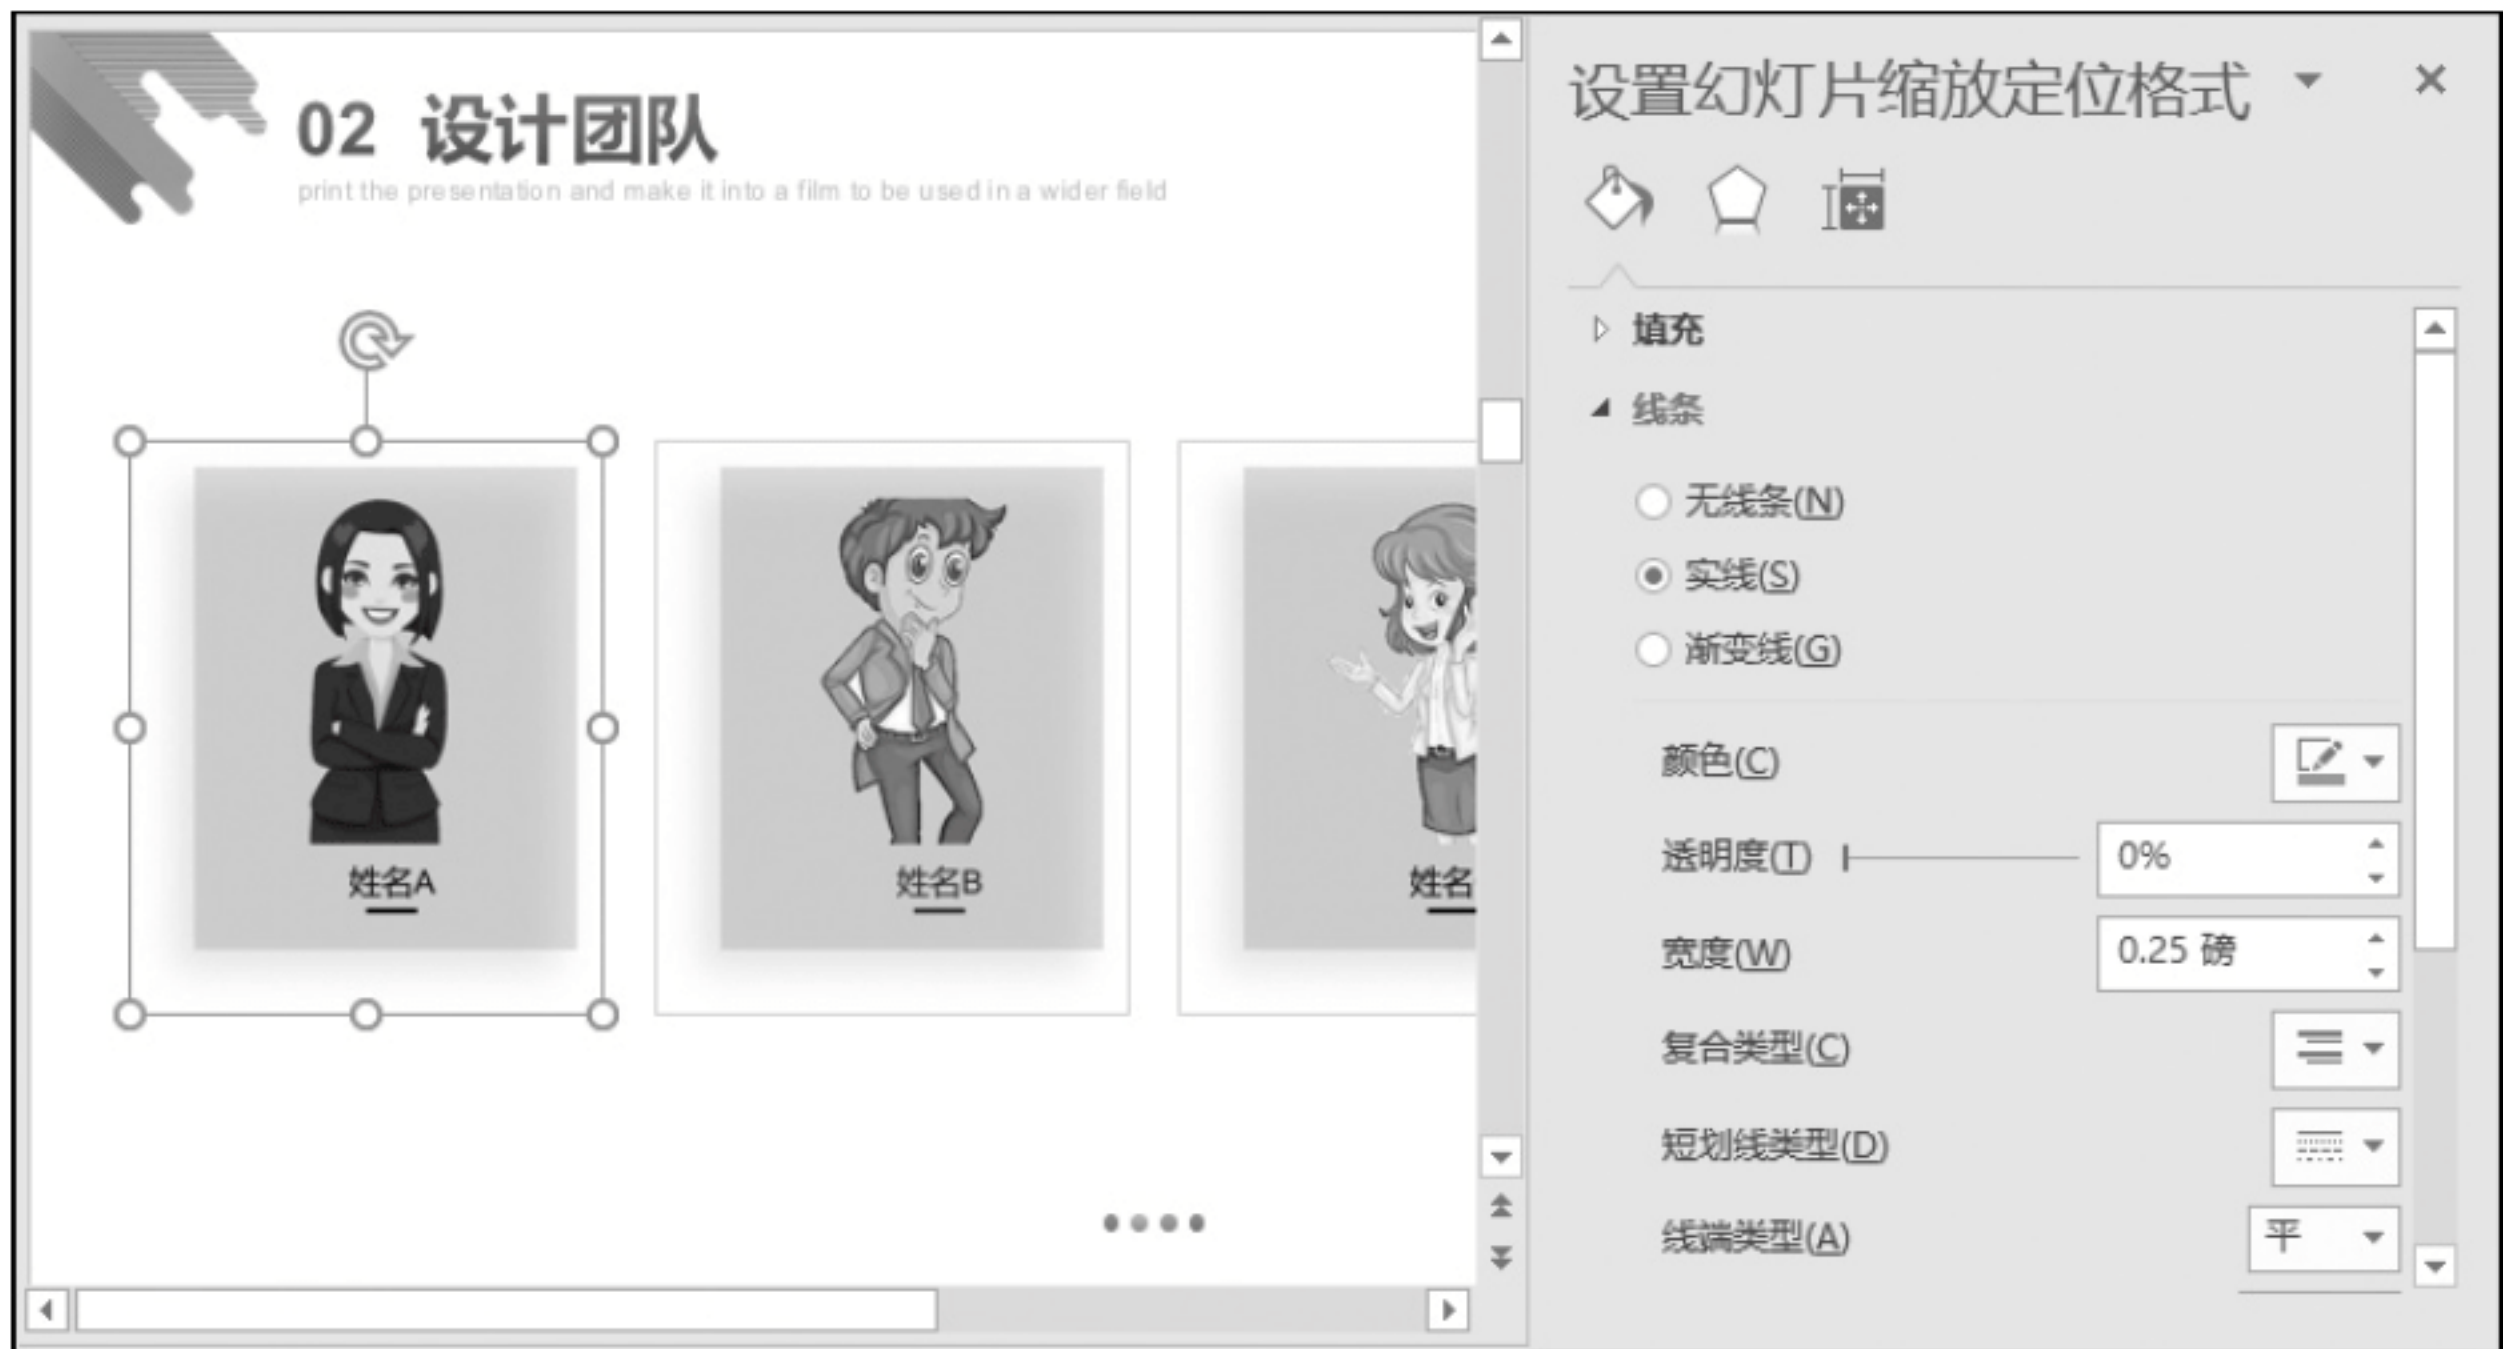 02 设计团队
print the presentation and make it into a film to be used in a wider field
姓名A
姓名B
姓名
设置幻灯片缩放定位格式
填充
线条
无线条(N)
实线(S)
渐变线(G)
颜色(C)
透明度(T) 0%
宽度(W) 0.25 磅
复合类型(C)
短划线类型(D)
线端类型(A) 平